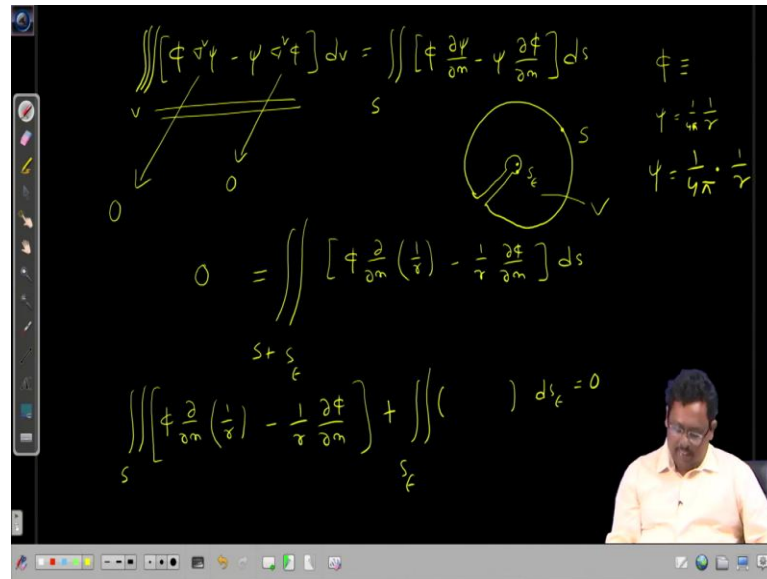 ∭[φ ∇²ψ - ψ ∇²φ] dv = ∬ [φ ∂ψ/∂n - ψ ∂φ/∂n] ds
v
S
φ ≡
ψ = 1/4π 1/r
ψ = 1/4π · 1/r
S
S_ε
V
0
0
0 = ∬ [φ ∂/∂n (1/r) - 1/r ∂φ/∂n] ds
S + S_ε
∭[φ ∂/∂n (1/r) - 1/r ∂φ/∂n] + ∬( ) ds_ε = 0
S
S_ε